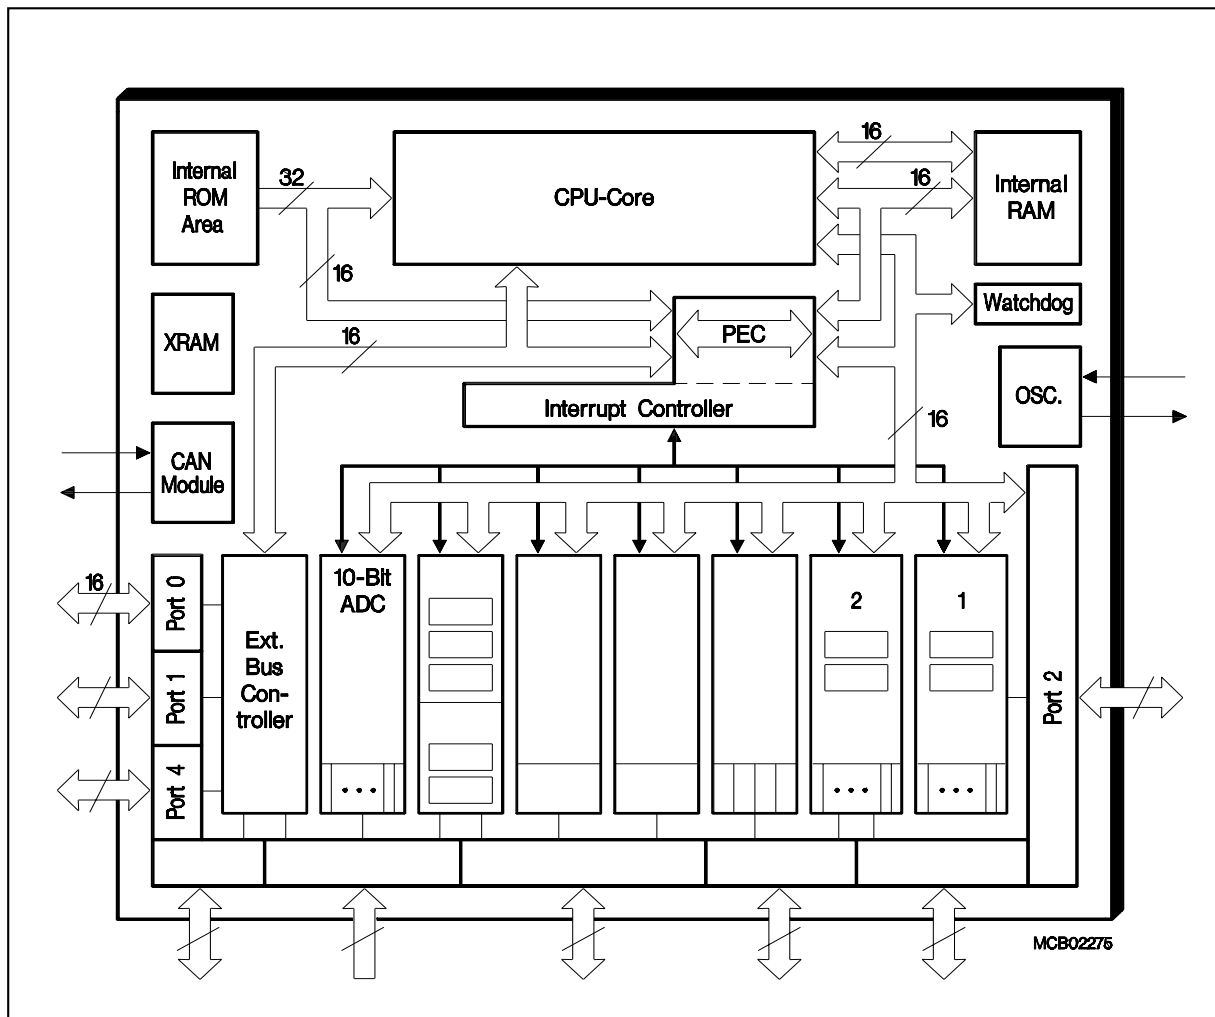 Internal
ROM
Area
32
16
CPU-Core
16
16
Internal
RAM
XRAM
16
PEC
Interrupt Controller
Watchdog
OSC.
16
CAN
Module
16
Port 0
Port 1
Port 4
Ext.
Bus
Con-
troller
10-Bit
ADC
2
1
Port 2
MCB02275